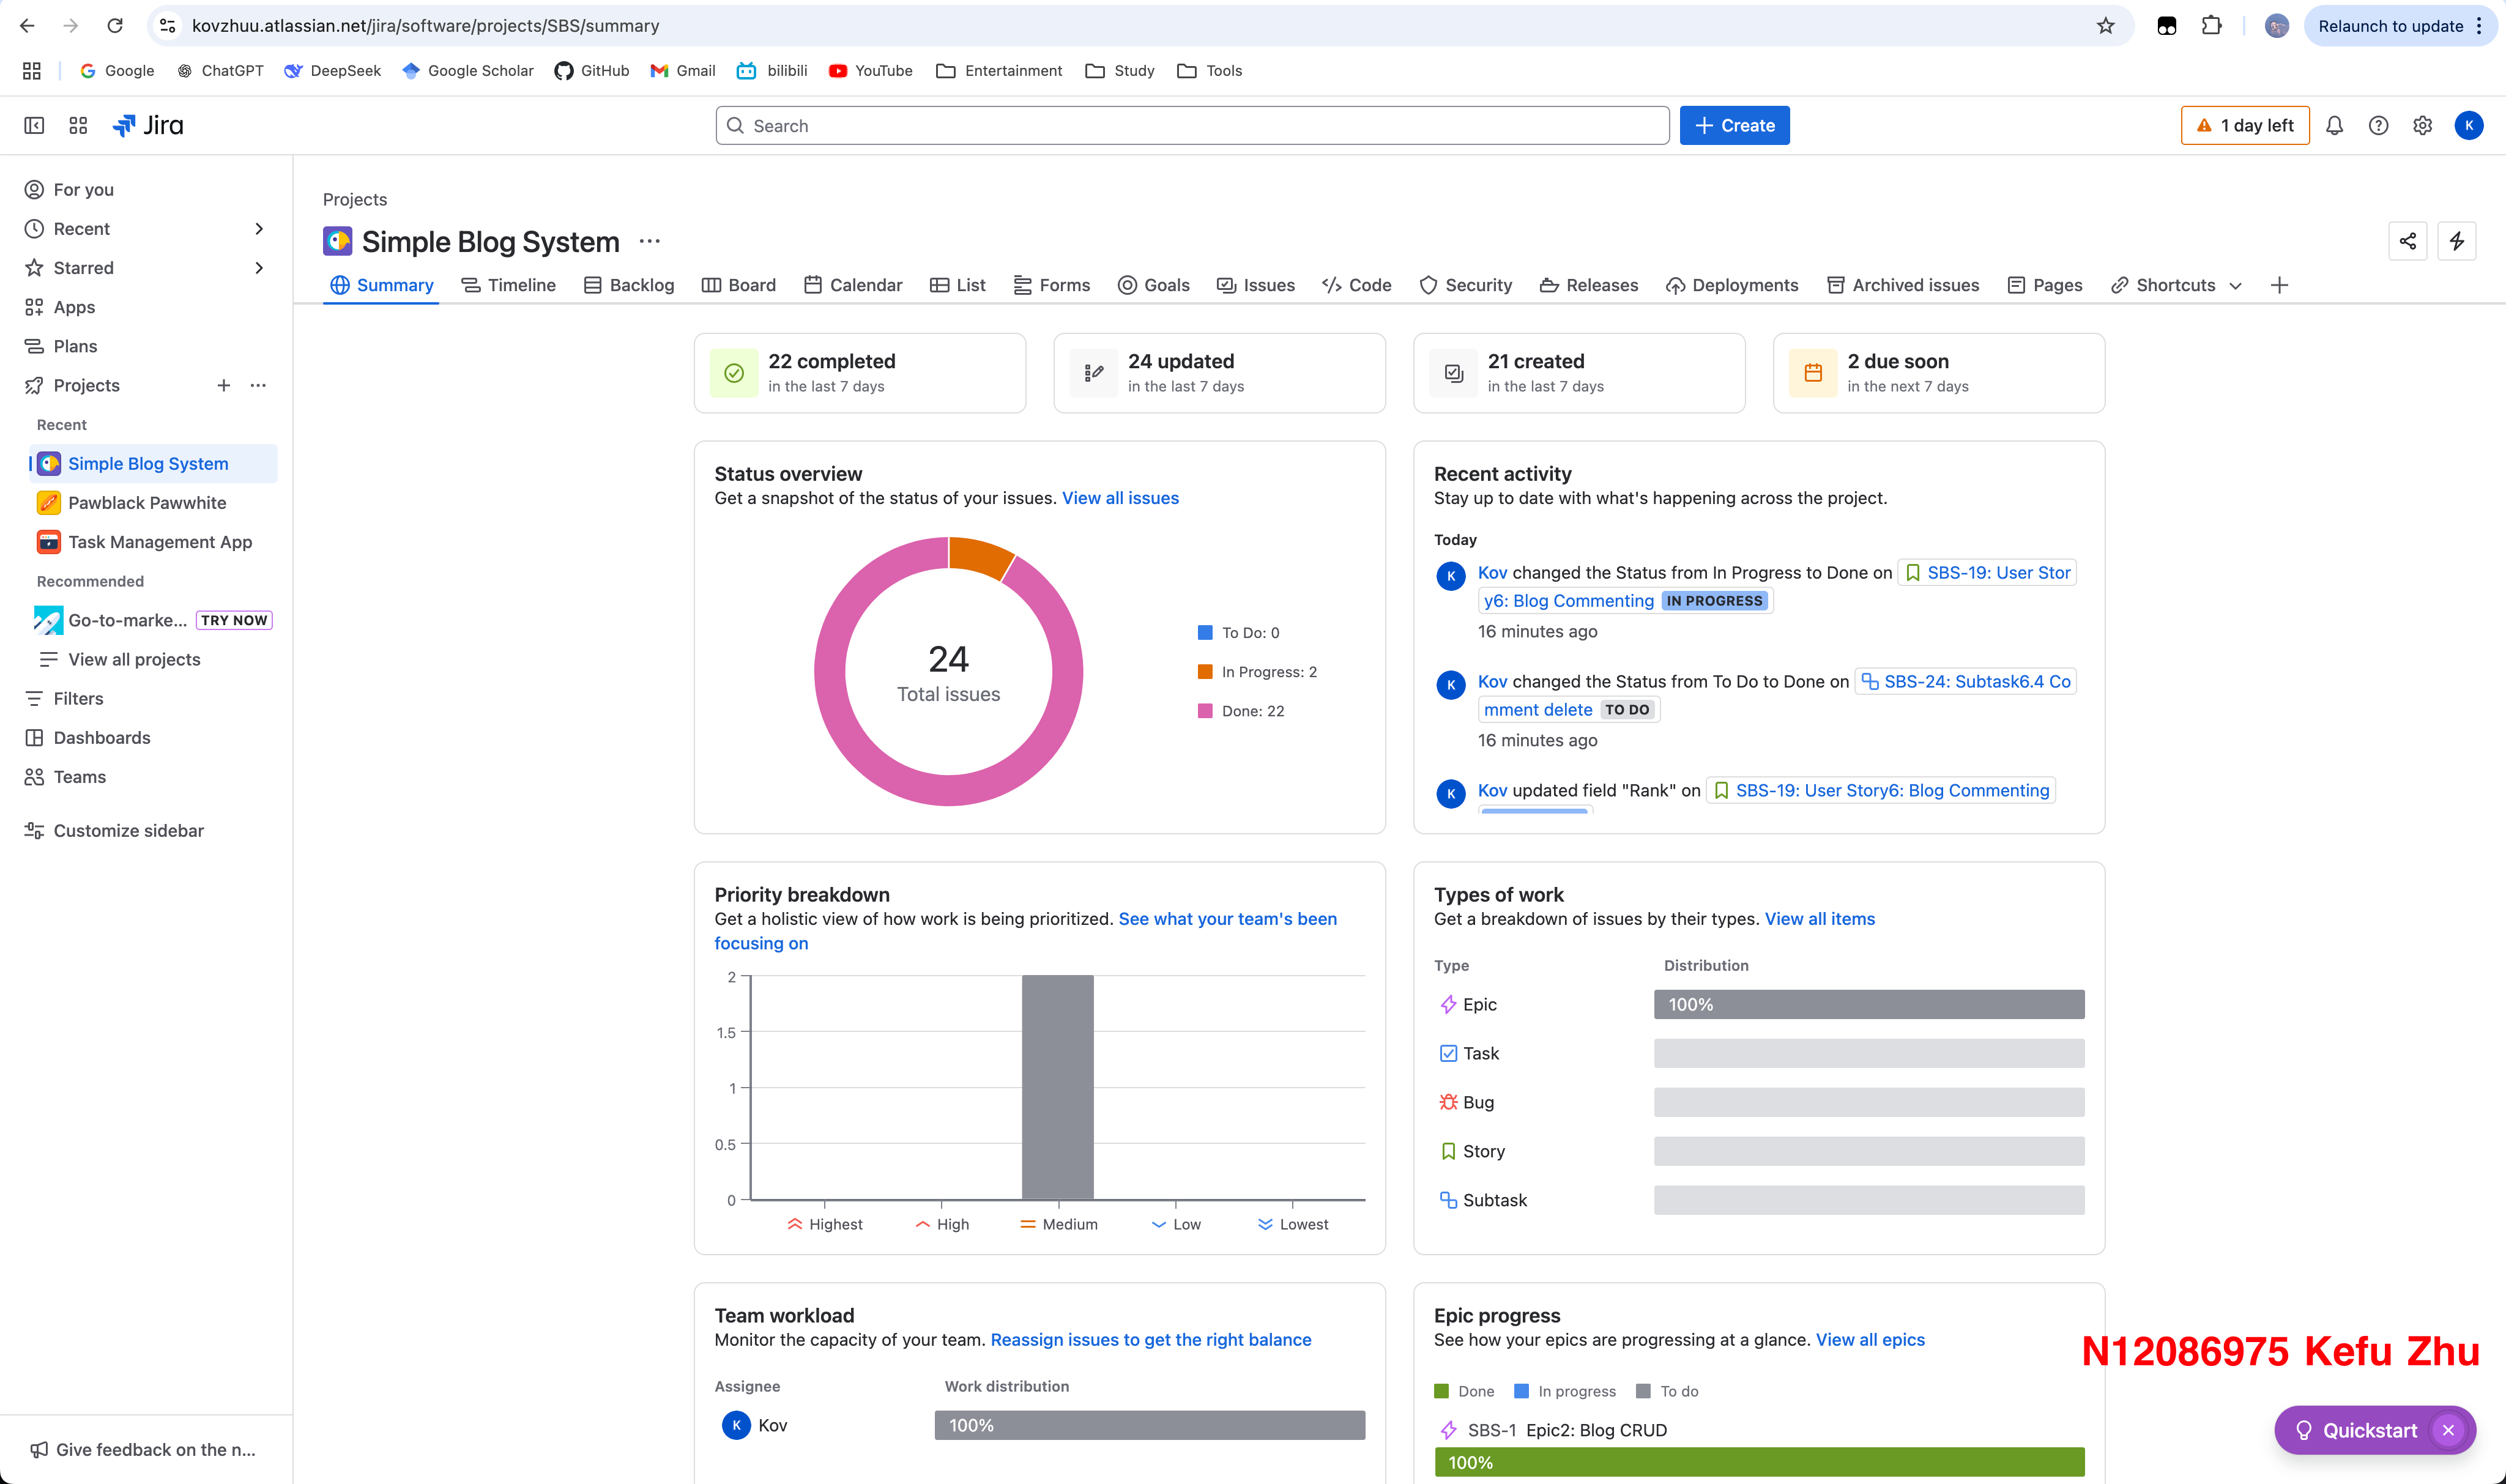 kovzhuu.atlassian.net/jira/software/projects/SBS/summary
Relaunch to update
Google
ChatGPT
DeepSeek
Google Scholar
GitHub
Gmail
bilibili
YouTube
Entertainment
Study
Tools
Jira
Search
Create
1 day left
K
For you
Recent
Starred
Apps
Plans
Projects
Recent
Simple Blog System
Pawblack Pawwhite
Task Management App
Recommended
Go-to-marke... TRY NOW
View all projects
Filters
Dashboards
Teams
Customize sidebar
Give feedback on the n...
Projects
Simple Blog System
Summary
Timeline
Backlog
Board
Calendar
List
Forms
Goals
Issues
Code
Security
Releases
Deployments
Archived issues
Pages
Shortcuts
22 completed
in the last 7 days
24 updated
in the last 7 days
21 created
in the last 7 days
2 due soon
in the next 7 days
Status overview
Get a snapshot of the status of your issues. View all issues
24
Total issues
To Do: 0
In Progress: 2
Done: 22
Recent activity
Stay up to date with what's happening across the project.
Today
K
Kov changed the Status from In Progress to Done on SBS-19: User Stor
y6: Blog Commenting IN PROGRESS
16 minutes ago
K
Kov changed the Status from To Do to Done on SBS-24: Subtask6.4 Co
mment delete TO DO
16 minutes ago
K
Kov updated field "Rank" on SBS-19: User Story6: Blog Commenting
Priority breakdown
Get a holistic view of how work is being prioritized. See what your team's been
focusing on
2
1.5
1
0.5
0
Highest
High
Medium
Low
Lowest
Types of work
Get a breakdown of issues by their types. View all items
Type
Distribution
Epic
100%
Task
Bug
Story
Subtask
Team workload
Monitor the capacity of your team. Reassign issues to get the right balance
Assignee
Work distribution
K
Kov
100%
Epic progress
See how your epics are progressing at a glance. View all epics
Done
In progress
To do
SBS-1 Epic2: Blog CRUD
100%
N12086975 Kefu Zhu
Quickstart